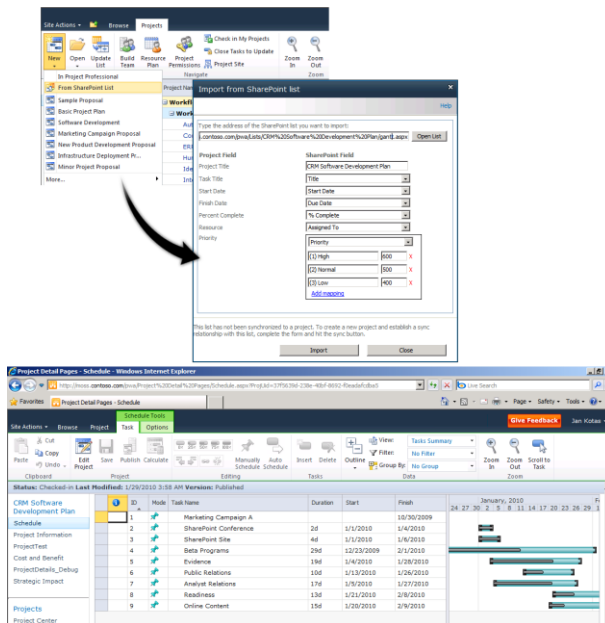 Site Actions Browse Projects
New Open Update List Build Team Resource Plan Project Permissions Check in My Projects
Close Tasks to Update
Project Site
Zoom In Zoom Out
Navigate Zoom
In Project Professional
From SharePoint List
Sample Proposal
Basic Project Plan
Software Development
Marketing Campaign Proposal
New Product Development Proposal
Infrastructure Deployment Pr...
Minor Project Proposal
More...
Import from SharePoint list
Help
Type the address of the SharePoint list you want to import:
j.contoso.com/pwa/Lists/CRM%20Software%20Development%20Plan/gantt.aspx Open List
Project Field SharePoint Field
Project Title CRM Software Development Plan
Task Title Title
Start Date Start Date
Finish Date Due Date
Percent Complete % Complete
Resource Assigned To
Priority Priority
(1) High 600 X
(2) Normal 500 X
(3) Low 400 X
Add mapping
This list has not been synchronized to a project. To create a new project and establish a sync
relationship with this list, complete the form and hit the sync button.
Import Close
Project Detail Pages - Schedule - Windows Internet Explorer
Live Search
Favorites Project Detail Pages - Schedule
Page Safety Tools
Schedule Tools
Site Actions Browse Project Task Options Give Feedback Jan Kotas
Paste Cut Copy Undo Edit Project Save Publish Calculate Manually Schedule Auto Schedule Insert Delete Outline View: Tasks Summary
Filter: No Filter
Group By: No Group
Zoom In Zoom Out Scroll to Task
Clipboard Project Editing Tasks Data Zoom
Status: Checked-in Last Modified: 1/29/2010 3:58 AM Version: Published
CRM Software
Development Plan
Schedule
Project Information
ProjectTest
Cost and Benefit
ProjectDetails_Debug
Strategic Impact
Projects
Project Center
ID Mode Task Name Duration Start Finish
January, 2010
24 27 30 2 5 8 11 14 17 20 23 26 29
1 Marketing Campaign A 10/30/2009
2 SharePoint Conference 2d 1/1/2010 1/4/2010
3 SharePoint Site 4d 1/1/2010 1/6/2010
4 Beta Programs 29d 12/23/2009 2/1/2010
5 Evidence 19d 1/4/2010 1/28/2010
6 Public Relations 10d 1/13/2010 1/26/2010
7 Analyst Relations 17d 1/5/2010 1/27/2010
8 Readiness 13d 1/21/2010 2/8/2010
9 Online Content 15d 1/20/2010 2/9/2010